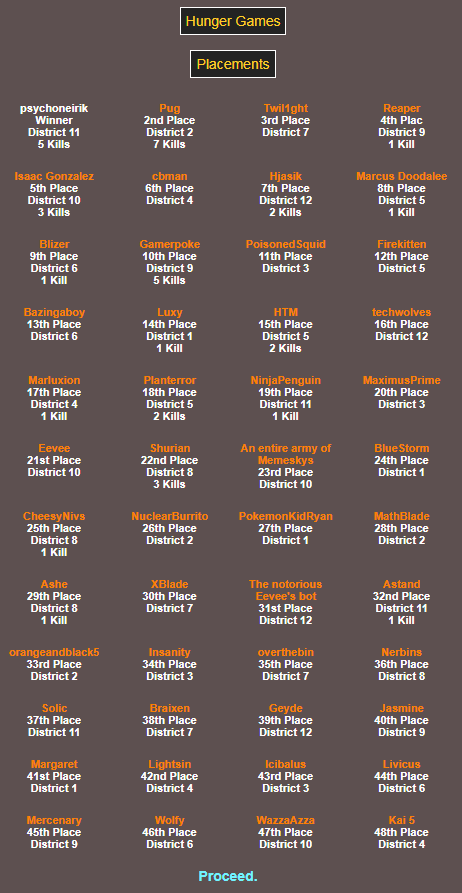 Hunger Games
Placements
psychoneirik
Winner
District 11
5 Kills
Pug
2nd Place
District 2
7 Kills
Twil1ght
3rd Place
District 7
Reaper
4th Plac
District 9
1 Kill
Isaac Gonzalez
5th Place
District 10
3 Kills
cbman
6th Place
District 4
Hjasik
7th Place
District 12
2 Kills
Marcus Doodalee
8th Place
District 5
1 Kill
Blizer
9th Place
District 6
1 Kill
Gamerpoke
10th Place
District 9
5 Kills
PoisonedSquid
11th Place
District 3
Firekitten
12th Place
District 5
Bazingaboy
13th Place
District 6
Luxy
14th Place
District 1
1 Kill
HTM
15th Place
District 5
2 Kills
techwolves
16th Place
District 12
Marluxion
17th Place
District 4
1 Kill
Planterror
18th Place
District 5
2 Kills
NinjaPenguin
19th Place
District 11
1 Kill
MaximusPrime
20th Place
District 3
Eevee
21st Place
District 10
Shurian
22nd Place
District 8
3 Kills
An entire army of
Memeskys
23rd Place
District 10
BlueStorm
24th Place
District 1
CheesyNivs
25th Place
District 8
1 Kill
NuclearBurrito
26th Place
District 2
PokemonKidRyan
27th Place
District 1
MathBlade
28th Place
District 2
Ashe
29th Place
District 8
1 Kill
XBlade
30th Place
District 7
The notorious
Eevee's bot
31st Place
District 12
Astand
32nd Place
District 11
1 Kill
orangeandblack5
33rd Place
District 2
Insanity
34th Place
District 3
overthebin
35th Place
District 7
Nerbins
36th Place
District 8
Solic
37th Place
District 11
Braixen
38th Place
District 7
Geyde
39th Place
District 12
Jasmine
40th Place
District 9
Margaret
41st Place
District 1
Lightsin
42nd Place
District 4
Icibalus
43rd Place
District 3
Livicus
44th Place
District 6
Mercenary
45th Place
District 9
Wolfy
46th Place
District 6
WazzaAzza
47th Place
District 10
Kai 5
48th Place
District 4
Proceed.